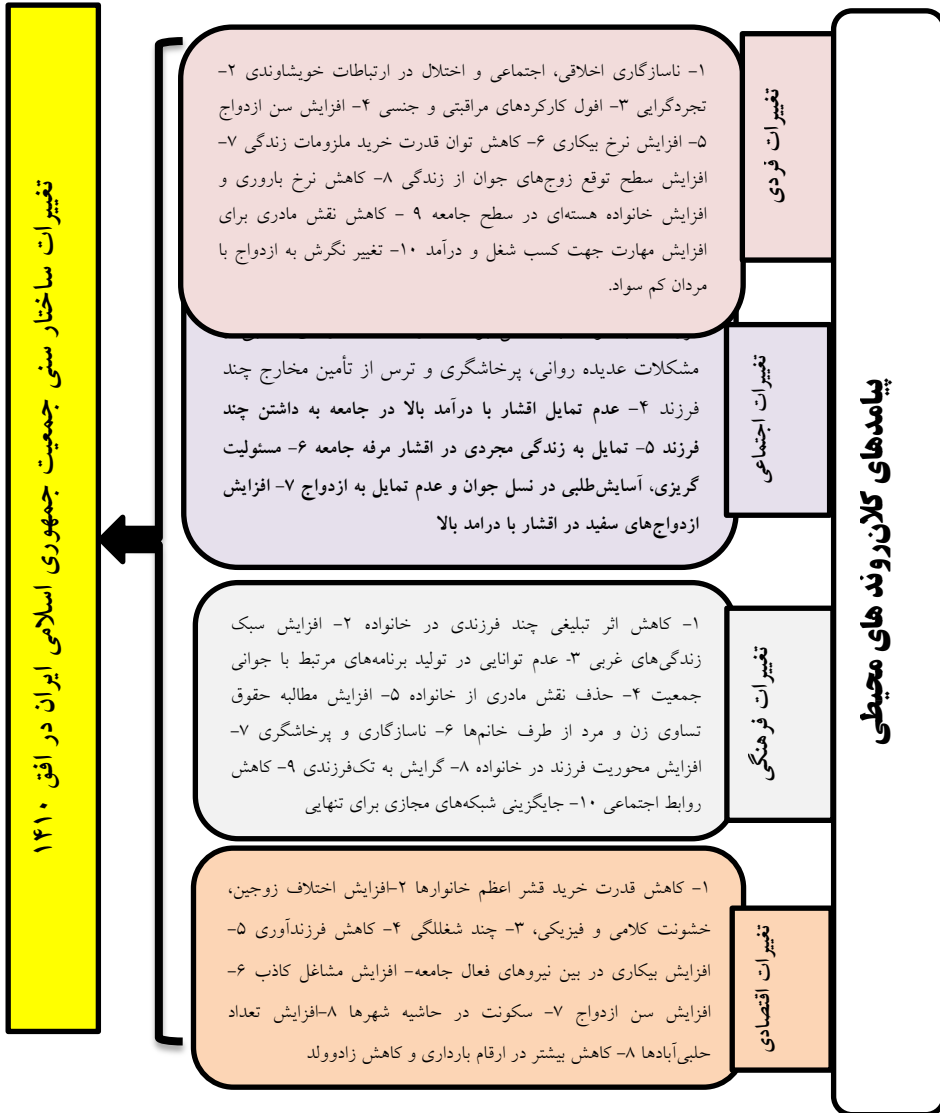 پیامدهای کلان‌روند های محیطی
تغییرات فردی
۱- ناسازگاری اخلاقی، اجتماعی و اختلال در ارتباطات خویشاوندی ۲-
تجردگرایی ۳- افول کارکردهای مراقبتی و جنسی ۴- افزایش سن ازدواج
۵- افزایش نرخ بیکاری ۶- کاهش توان قدرت خرید ملزومات زندگی ۷-
افزایش سطح توقع زوج‌های جوان از زندگی ۸- کاهش نرخ باروری و
افزایش خانواده هسته‌ای در سطح جامعه ۹ - کاهش نقش مادری برای
افزایش مهارت جهت کسب شغل و درآمد ۱۰- تغییر نگرش به ازدواج با
مردان کم سواد.
تغییرات اجتماعی
مشکلات عدیده روانی، پرخاشگری و ترس از تأمین مخارج چند
فرزند ۴- عدم تمایل اقشار با درآمد بالا در جامعه به داشتن چند
فرزند ۵- تمایل به زندگی مجردی در اقشار مرفه جامعه ۶- مسئولیت
گریزی، آسایش‌طلبی در نسل جوان و عدم تمایل به ازدواج ۷- افزایش
ازدواج‌های سفید در اقشار با درامد بالا
تغییرات فرهنگی
۱- کاهش اثر تبلیغی چند فرزندی در خانواده ۲- افزایش سبک
زندگی‌های غربی ۳- عدم توانایی در تولید برنامه‌های مرتبط با جوانی
جمعیت ۴- حذف نقش مادری از خانواده ۵- افزایش مطالبه حقوق
تساوی زن و مرد از طرف خانم‌ها ۶- ناسازگاری و پرخاشگری ۷-
افزایش محوریت فرزند در خانواده ۸- گرایش به تک‌فرزندی ۹- کاهش
روابط اجتماعی ۱۰- جایگزینی شبکه‌های مجازی برای تنهایی
تغییرات اقتصادی
۱- کاهش قدرت خرید قشر اعظم خانوارها ۲-افزایش اختلاف زوجین،
خشونت کلامی و فیزیکی، ۳- چند شغللگی ۴- کاهش فرزندآوری ۵-
افزایش بیکاری در بین نیروهای فعال جامعه- افزایش مشاغل کاذب ۶-
افزایش سن ازدواج ۷- سکونت در حاشیه شهرها ۸-افزایش تعداد
حلبی‌آبادها ۸- کاهش بیشتر در ارقام بارداری و کاهش زادوولد
تغییرات ساختار سنی جمعیت جمهوری اسلامی ایران در افق ۱۴۱۰